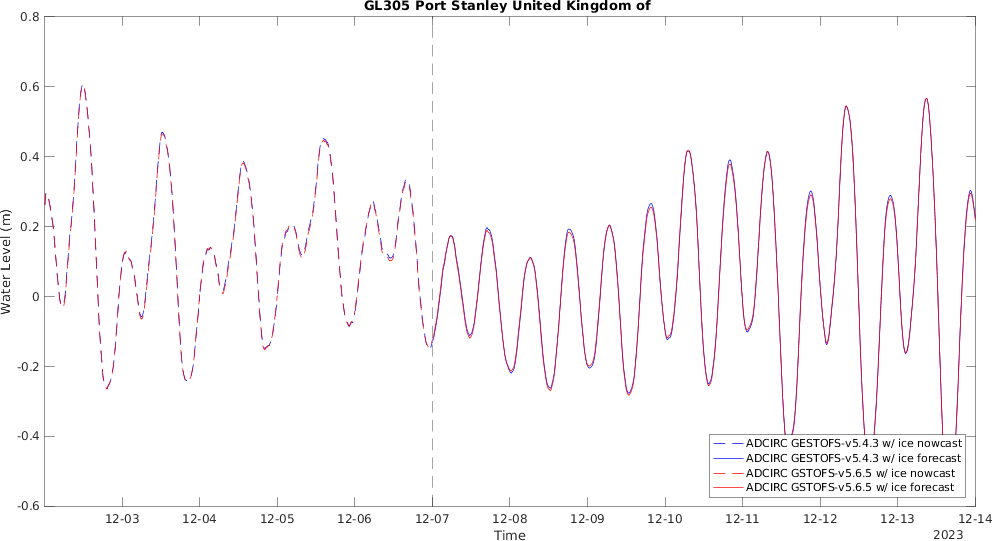 GL305 Port Stanley United Kingdom of
0.8
0.6
0.4
0.2
0
-0.2
-0.4
-0.6
Water Level (m)
ADCIRC GESTOFS-v5.4.3 w/ ice nowcast
ADCIRC GESTOFS-v5.4.3 w/ ice forecast
ADCIRC GSTOFS-v5.6.5 w/ ice nowcast
ADCIRC GSTOFS-v5.6.5 w/ ice forecast
12-03 12-04 12-05 12-06 12-07 12-08 12-09 12-10 12-11 12-12 12-13 12-14
Time
2023